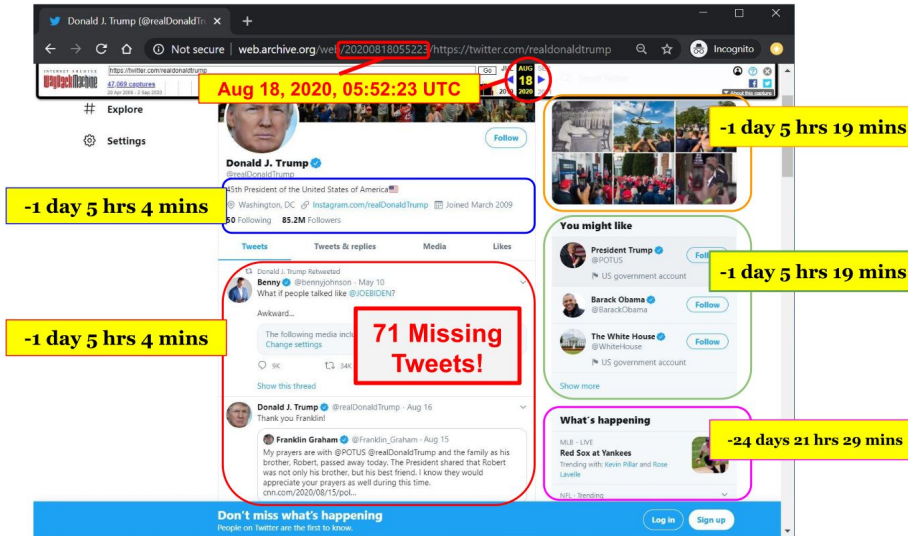 Donald J. Trump (@realDonaldTr
Not secure | web.archive.org/web/20200818055223/https://twitter.com/realdonaldtrump
Incognito
INTERNET ARCHIVE
WayBackMachine
https://twitter.com/realdonaldtrump
Go
AUG
47,069 captures
18
2020
About this capture
Aug 18, 2020, 05:52:23 UTC
# Explore
Settings
Follow
Donald J. Trump
@realDonaldTrump
45th President of the United States of America
Washington, DC Instagram.com/realDonaldTrump Joined March 2009
50 Following 85.2M Followers
-1 day 5 hrs 4 mins
Tweets Tweets & replies Media Likes
Donald J. Trump Retweeted
Benny @bennyjohnson · May 10
What if people talked like @JOEBIDEN?
Awkward...
The following media incl
Change settings
9K 34K
Show this thread
71 Missing
Tweets!
-1 day 5 hrs 4 mins
Donald J. Trump @realDonaldTrump · Aug 16
Thank you Franklin!
Franklin Graham @Franklin_Graham · Aug 15
My prayers are with @POTUS @realDonaldTrump and the family as his
brother, Robert, passed away today. The President shared that Robert
was not only his brother, but his best friend. I know they would
appreciate your prayers as well during this time.
cnn.com/2020/08/15/pol...
-1 day 5 hrs 19 mins
You might like
President Trump
@POTUS
US government account
Foll
-1 day 5 hrs 19 mins
Barack Obama
@BarackObama
Follow
The White House
@WhiteHouse
US government account
Follow
Show more
What's happening
MLB · LIVE
Red Sox at Yankees
Trending with: Kevin Pillar and Rose
Lavelle
NFL · Trending
-24 days 21 hrs 29 mins
Don't miss what's happening
People on Twitter are the first to know.
Log in
Sign up